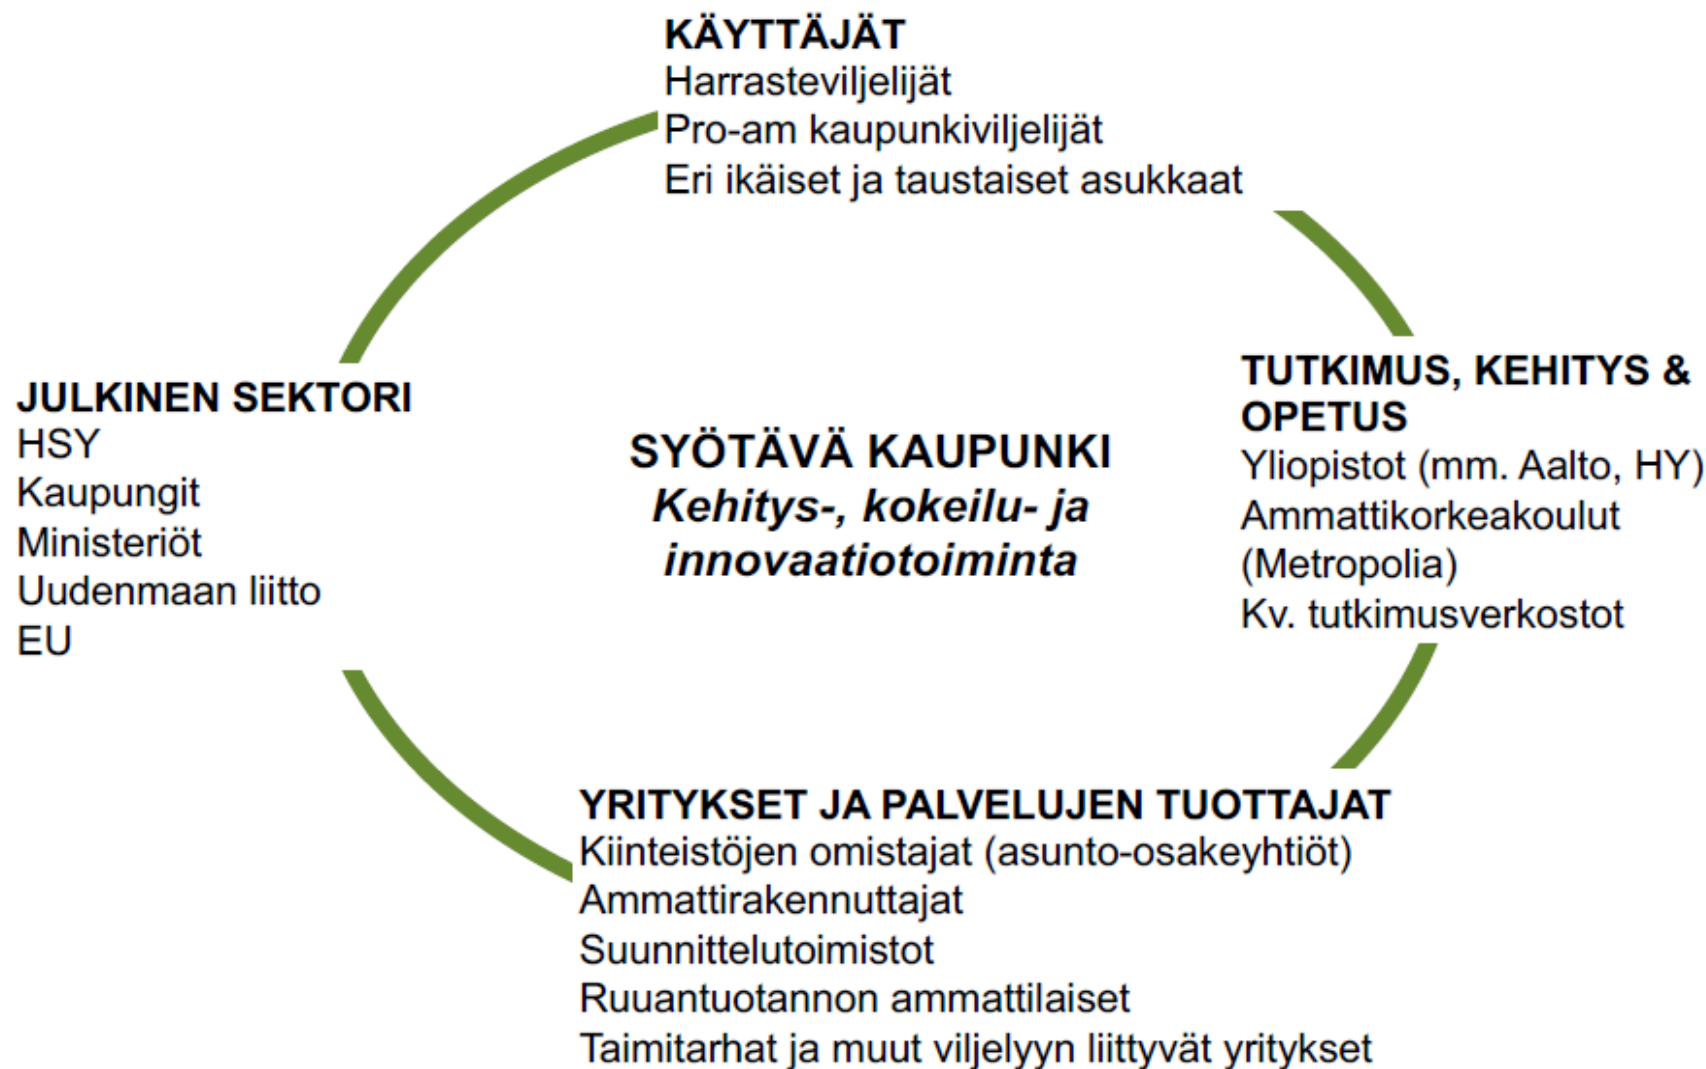 KÄYTTÄJÄT
Harrasteviljelijät
Pro-am kaupunkiviljelijät
Eri ikäiset ja taustaiset asukkaat
JULKINEN SEKTORI
HSY
Kaupungit
Ministeriöt
Uudenmaan liitto
EU
SYÖTÄVÄ KAUPUNKI
Kehitys-, kokeilu- ja
innovaatiotoiminta
TUTKIMUS, KEHITYS &
OPETUS
Yliopistot (mm. Aalto, HY)
Ammattikorkeakoulut
(Metropolia)
Kv. tutkimusverkostot
YRITYKSET JA PALVELUJEN TUOTTAJAT
Kiinteistöjen omistajat (asunto-osakeyhtiöt)
Ammattirakennuttajat
Suunnittelutoimistot
Ruuantuotannon ammattilaiset
Taimitarhat ja muut viljelyyn liittyvät yritykset